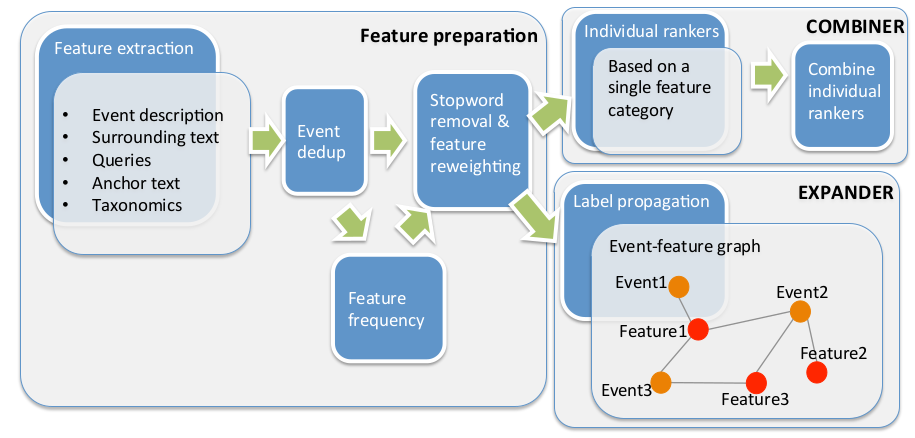 Feature preparation
Feature extraction
• Event description
• Surrounding text
• Queries
• Anchor text
• Taxonomics
Event
dedup
Stopword
removal &
feature
reweighting
Feature
frequency
COMBINER
Individual rankers
Based on a
single feature
category
Combine
individual
rankers
EXPANDER
Label propagation
Event-feature graph
Event1
Event2
Feature1
Feature2
Event3
Feature3